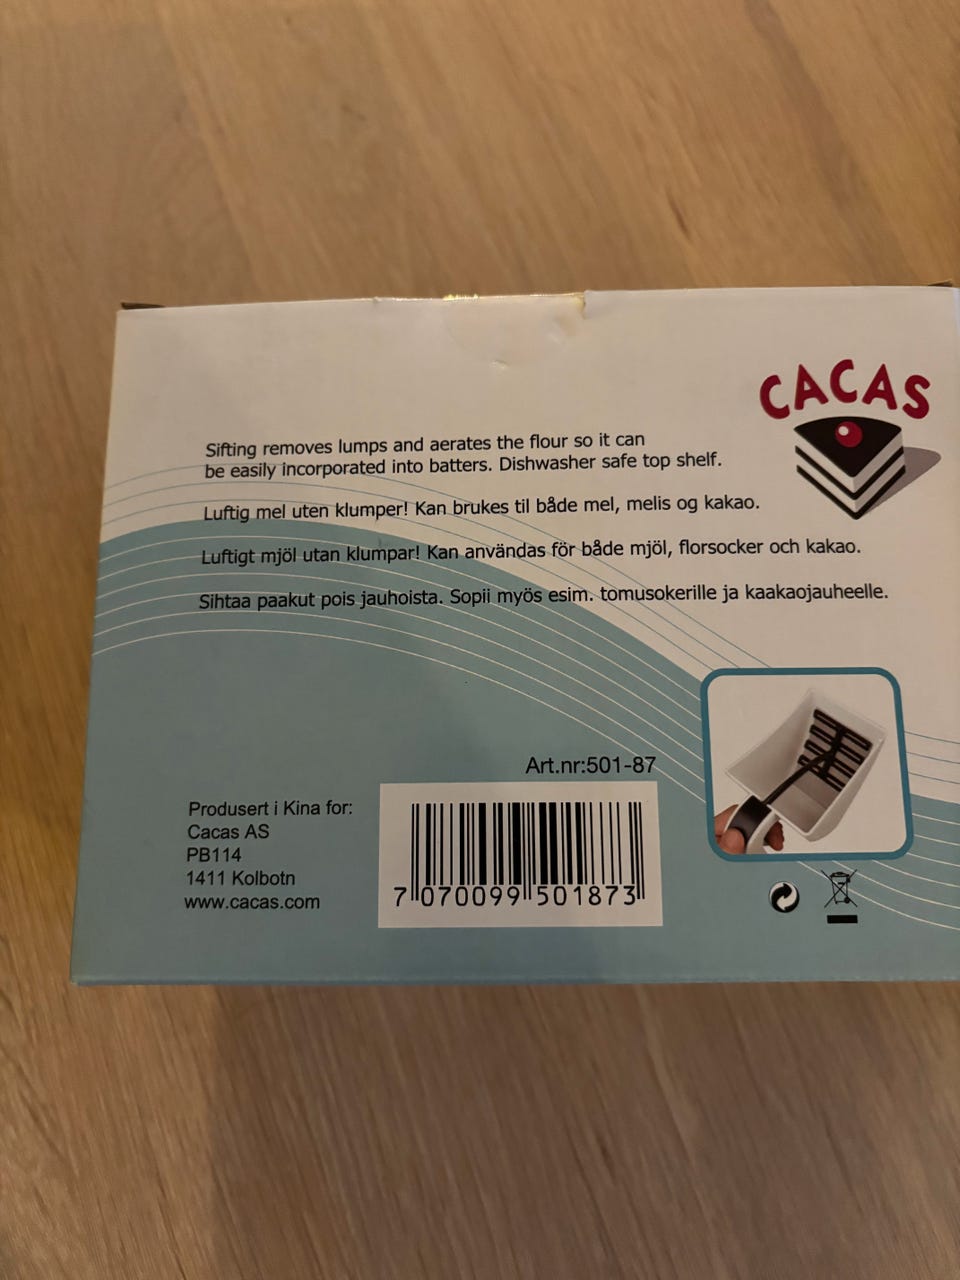 CACAS
Sifting removes lumps and aerates the flour so it can
be easily incorporated into batters. Dishwasher safe top shelf.
Luftig mel uten klumper! Kan brukes til både mel, melis og kakao.
Luftigt mjöl utan klumpar! Kan användas för både mjöl, florsocker och kakao.
Sihtaa paakut pois jauhoista. Sopii myös esim. tomusokerille ja kaakaojauheelle.
Art.nr:501-87
Produsert i Kina for:
Cacas AS
PB114
1411 Kolbotn
www.cacas.com
7 070099 501873